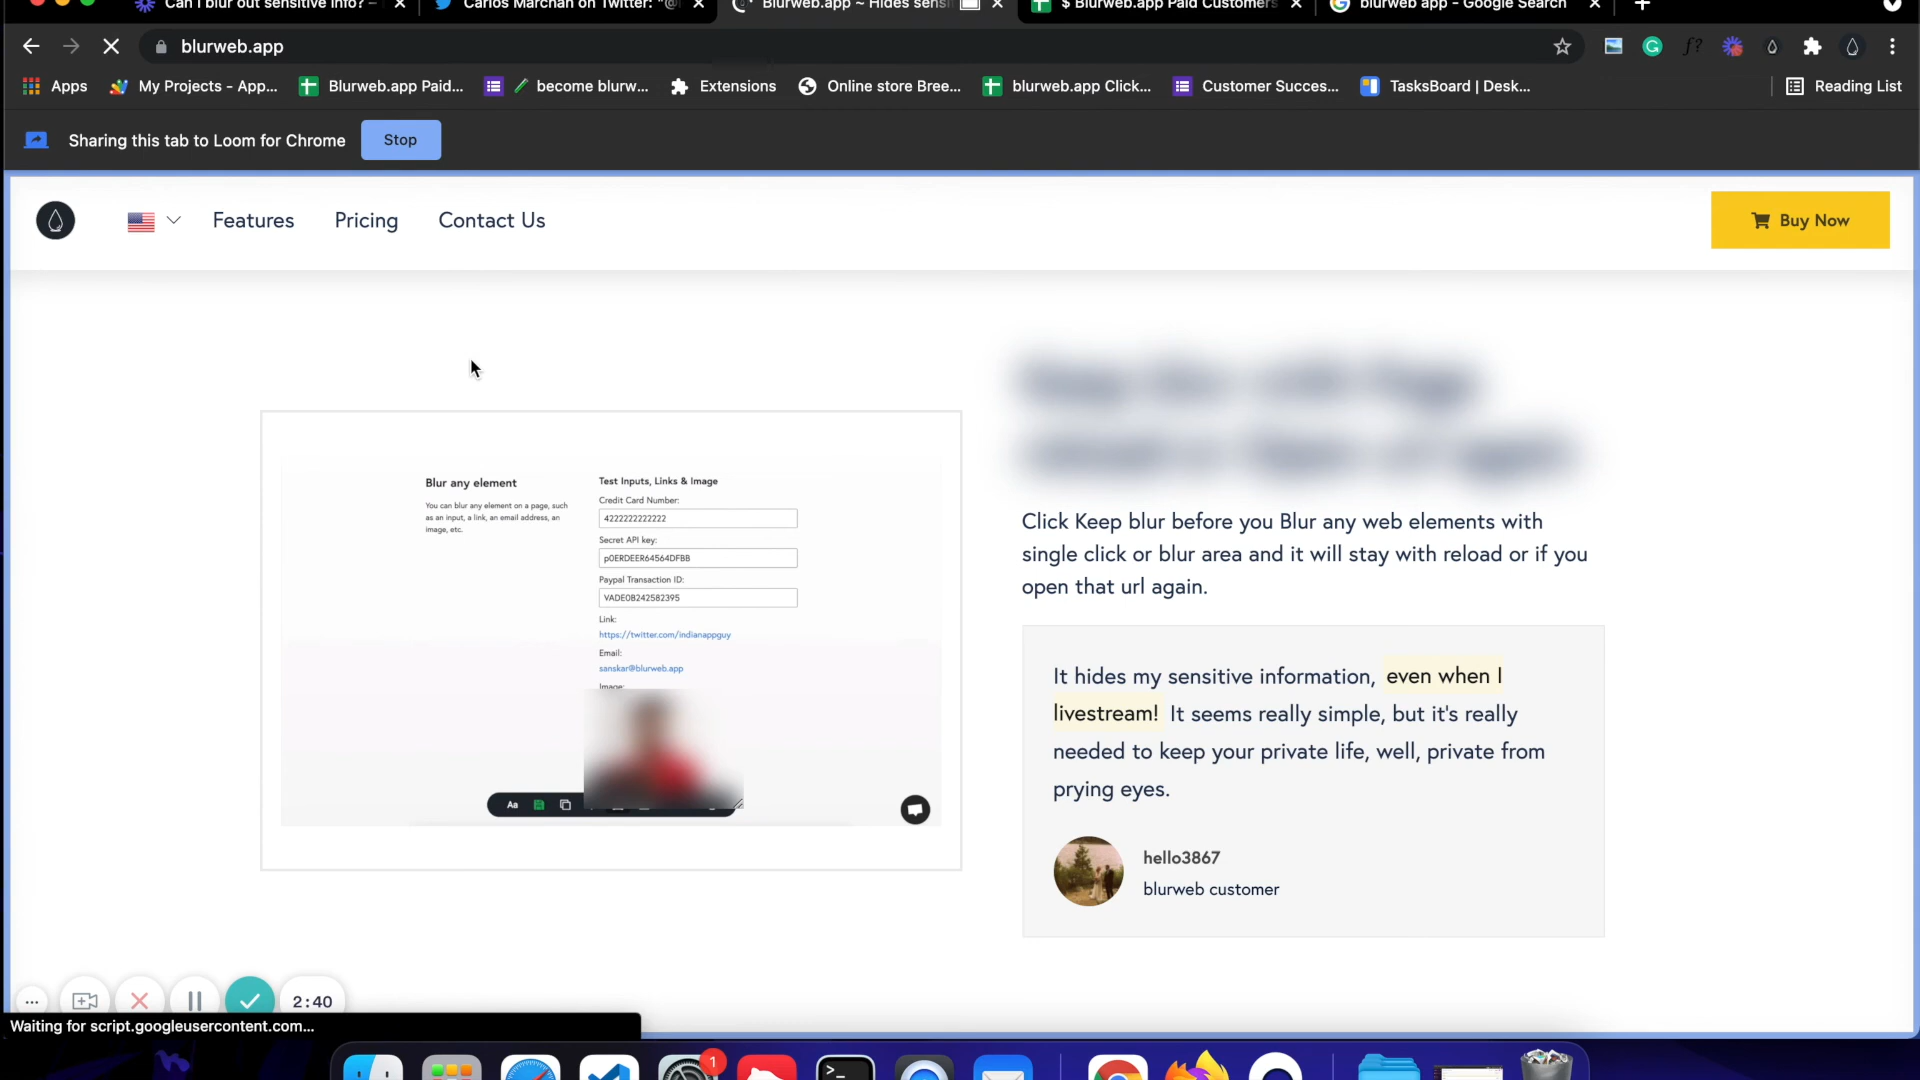 Can I blur out sensitive info? –
Carlos Marchan on Twitter: "@
Blurweb.app ~ Hides sens
$ Blurweb.app Paid Customers
blurweb app - Google Search
blurweb.app
Apps
My Projects - App...
Blurweb.app Paid...
become blurw...
Extensions
Online store Bree...
blurweb.app Click...
Customer Succes...
TasksBoard | Desk...
Reading List
Sharing this tab to Loom for Chrome
Stop
Features
Pricing
Contact Us
Buy Now
Blur any element
You can blur any element on a page, such
as an input, a link, an email address, an
image, etc.
Test Inputs, Links & Image
Credit Card Number:
4222222222222
Secret API key:
p0ERDEER64564DFBB
Paypal Transaction ID:
VADE0B242582395
Link:
https://twitter.com/indianappguy
Email:
sanskar@blurweb.app
Image:
Aa
Click Keep blur before you Blur any web elements with
single click or blur area and it will stay with reload or if you
open that url again.
It hides my sensitive information, even when I
livestream! It seems really simple, but it's really
needed to keep your private life, well, private from
prying eyes.
hello3867
blurweb customer
2:40
Waiting for script.googleusercontent.com...
1